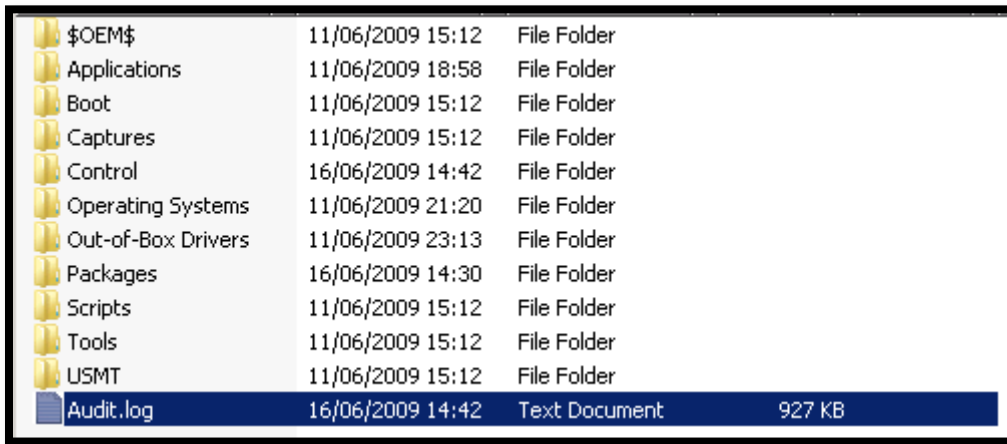 $OEM$ 11/06/2009 15:12 File Folder
Applications 11/06/2009 18:58 File Folder
Boot 11/06/2009 15:12 File Folder
Captures 11/06/2009 15:12 File Folder
Control 16/06/2009 14:42 File Folder
Operating Systems 11/06/2009 21:20 File Folder
Out-of-Box Drivers 11/06/2009 23:13 File Folder
Packages 16/06/2009 14:30 File Folder
Scripts 11/06/2009 15:12 File Folder
Tools 11/06/2009 15:12 File Folder
USMT 11/06/2009 15:12 File Folder
Audit.log 16/06/2009 14:42 Text Document 927 KB